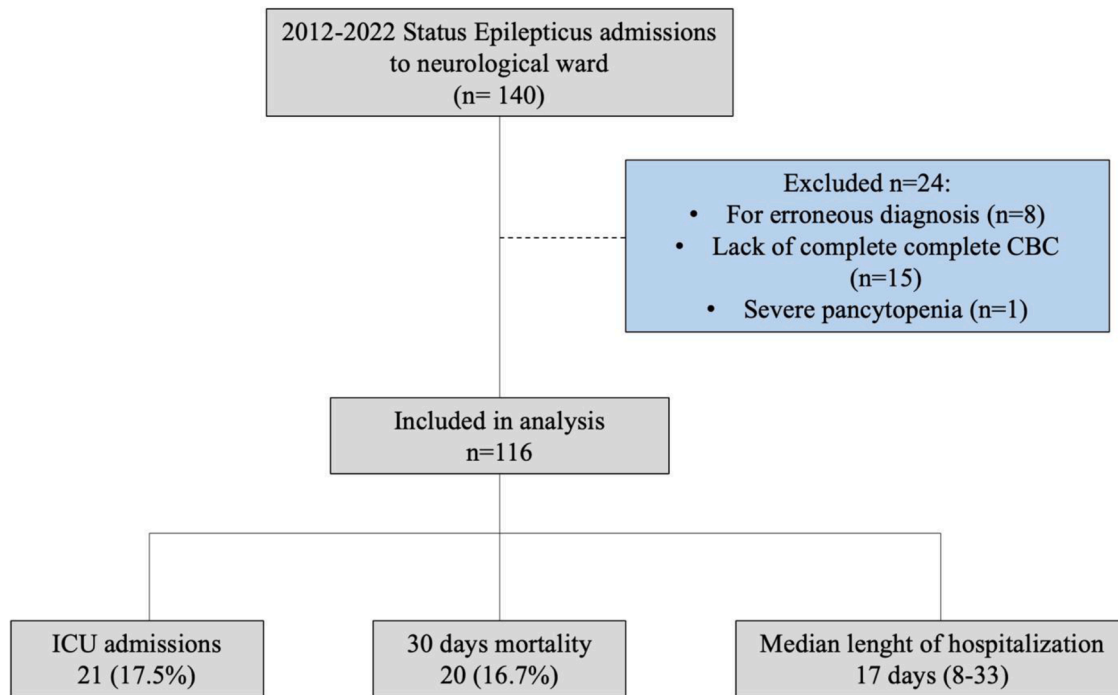 2012-2022 Status Epilepticus admissions
to neurological ward
(n= 140)
Excluded n=24:
• For erroneous diagnosis (n=8)
• Lack of complete complete CBC
(n=15)
• Severe pancytopenia (n=1)
Included in analysis
n=116
ICU admissions
21 (17.5%)
30 days mortality
20 (16.7%)
Median lenght of hospitalization
17 days (8-33)